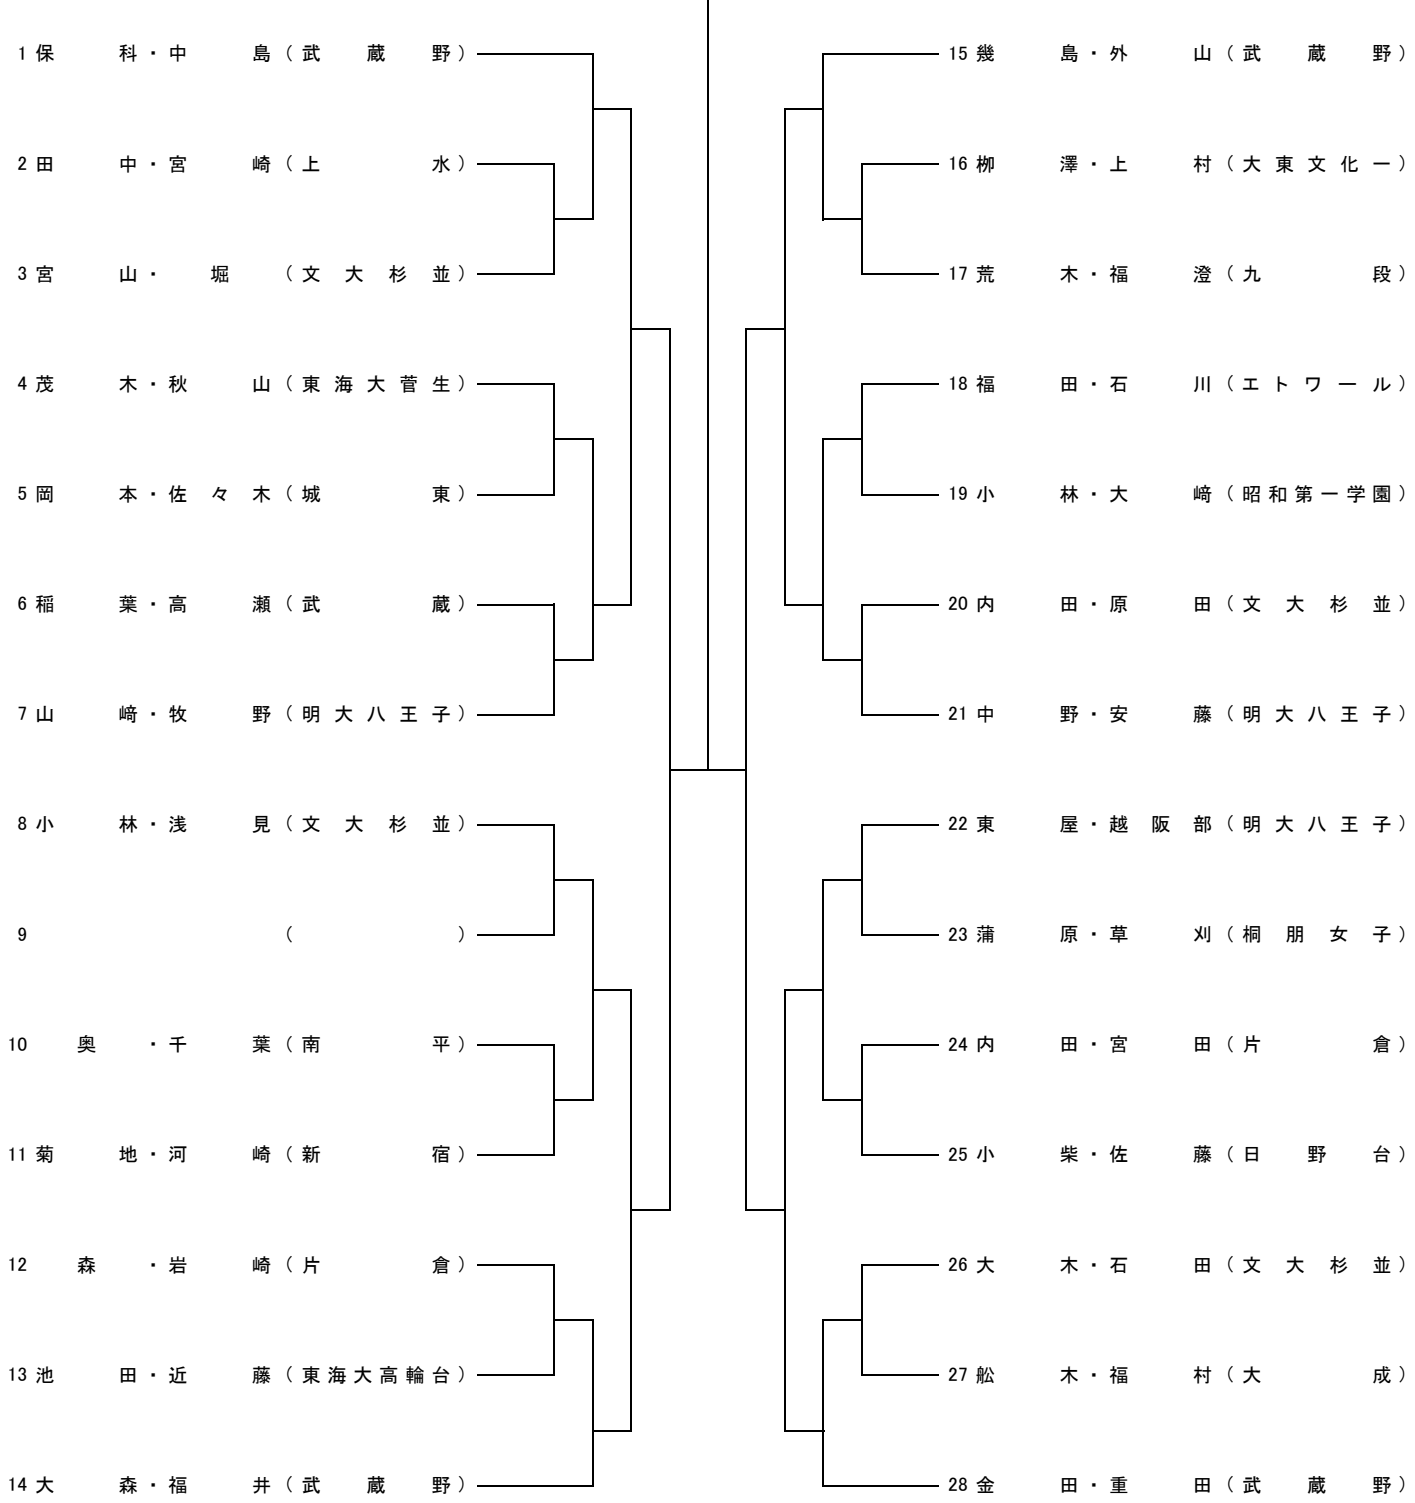 1 保科・中島（武蔵野）
2 田中・宮崎（上水）
3 宮山・堀（文大杉並）
4 茂木・秋山（東海大菅生）
5 岡本・佐々木（城東）
6 稲葉・高瀬（武蔵）
7 山﨑・牧野（明大八王子）
8 小林・浅見（文大杉並）
9 （ ）
10 奥・千葉（南平）
11 菊地・河崎（新宿）
12 森・岩崎（片倉）
13 池田・近藤（東海大高輪台）
14 大森・福井（武蔵野）
15 幾島・外山（武蔵野）
16 栁澤・上村（大東文化一）
17 荒木・福澄（九段）
18 福田・石川（エトワール）
19 小林・大﨑（昭和第一学園）
20 内田・原田（文大杉並）
21 中野・安藤（明大八王子）
22 東屋・越阪部（明大八王子）
23 蒲原・草刈（桐朋女子）
24 内田・宮田（片倉）
25 小柴・佐藤（日野台）
26 大木・石田（文大杉並）
27 舩木・福村（大成）
28 金田・重田（武蔵野）